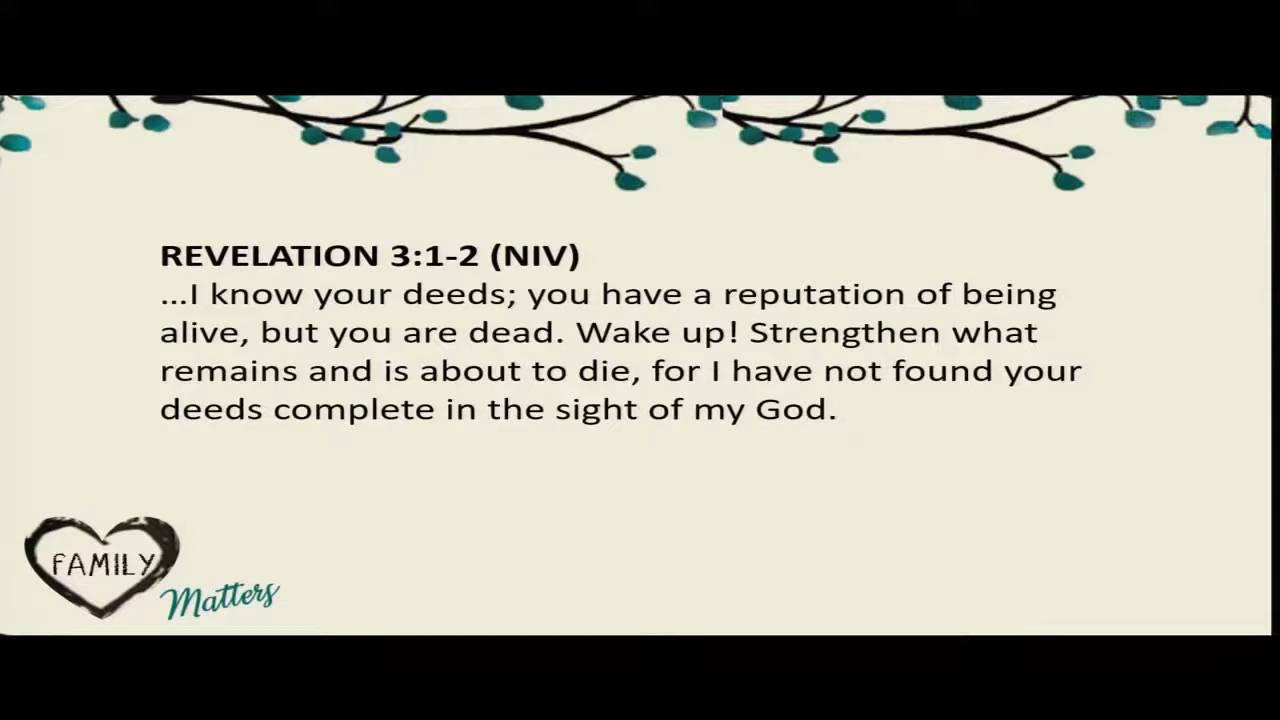 REVELATION 3:1-2 (NIV)
...I know your deeds; you have a reputation of being
alive, but you are dead. Wake up! Strengthen what
remains and is about to die, for I have not found your
deeds complete in the sight of my God.
FAMILY
Matters